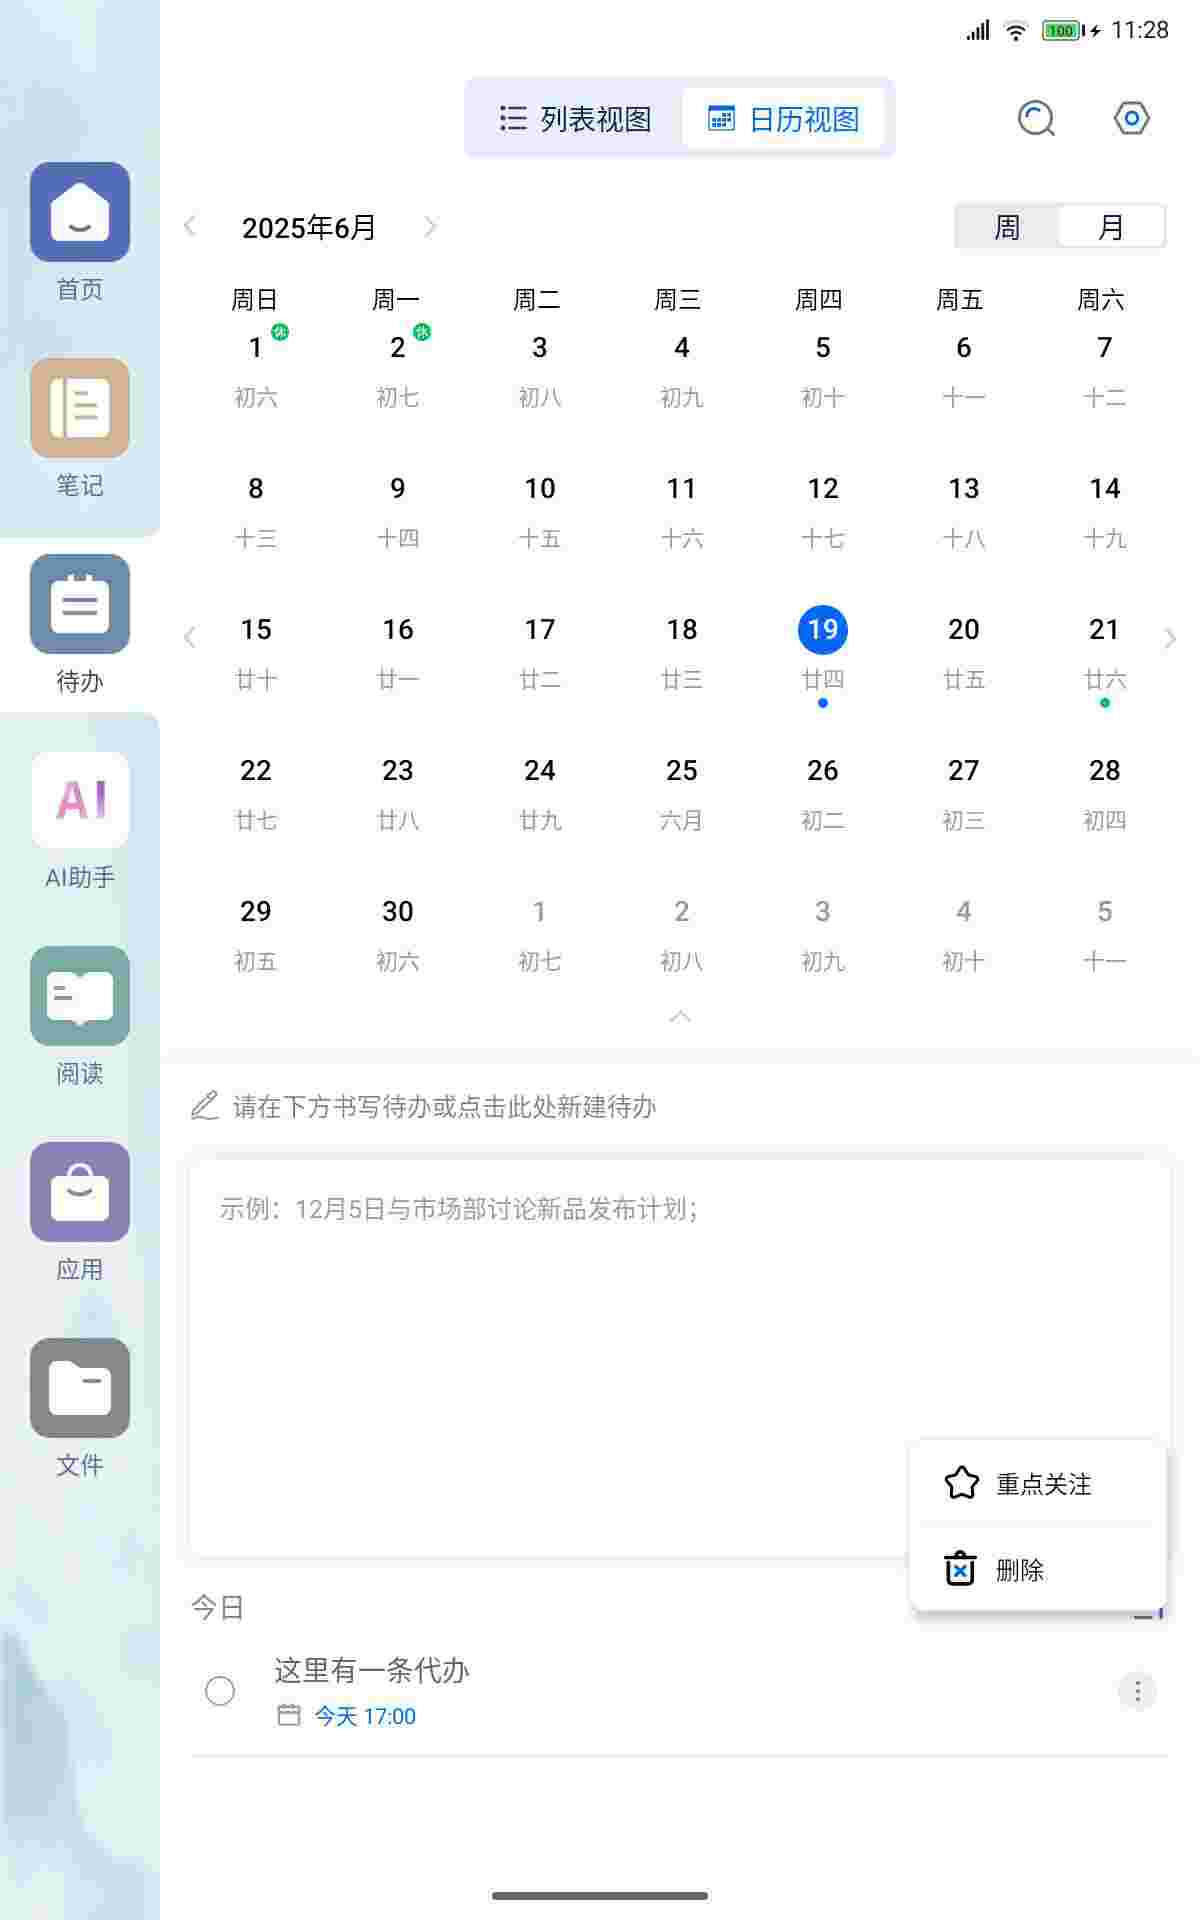 100 11:28
列表视图 日历视图
2025年6月 周 月
周日 周一 周二 周三 周四 周五 周六
1 休 2 休 3 4 5 6 7
初六 初七 初八 初九 初十 十一 十二
8 9 10 11 12 13 14
十三 十四 十五 十六 十七 十八 十九
15 16 17 18 19 20 21
廿十 廿一 廿二 廿三 廿四 廿五 廿六
22 23 24 25 26 27 28
廿七 廿八 廿九 六月 初二 初三 初四
29 30 1 2 3 4 5
初五 初六 初七 初八 初九 初十 十一
请在下方书写待办或点击此处新建待办
示例：12月5日与市场部讨论新品发布计划；
重点关注
删除
今日
这里有一条代办
今天 17:00
首页
笔记
待办
AI
AI助手
阅读
应用
文件